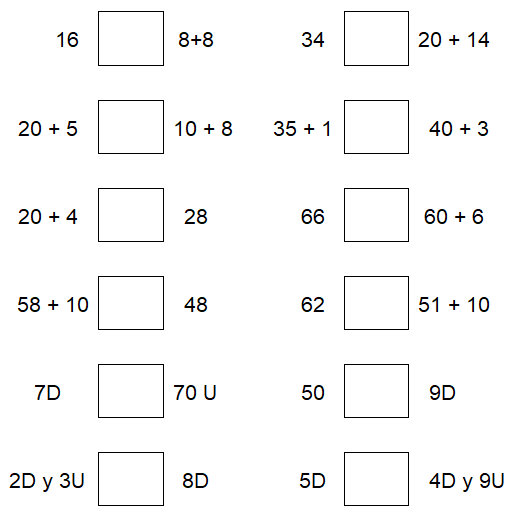 16 8+8 34 20 + 14
20 + 5 10 + 8 35 + 1 40 + 3
20 + 4 28 66 60 + 6
58 + 10 48 62 51 + 10
7D 70 U 50 9D
2D y 3U 8D 5D 4D y 9U